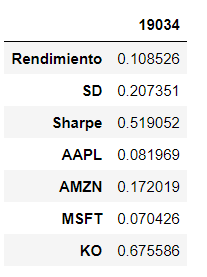 19034
Rendimiento 0.108526
SD 0.207351
Sharpe 0.519052
AAPL 0.081969
AMZN 0.172019
MSFT 0.070426
KO 0.675586